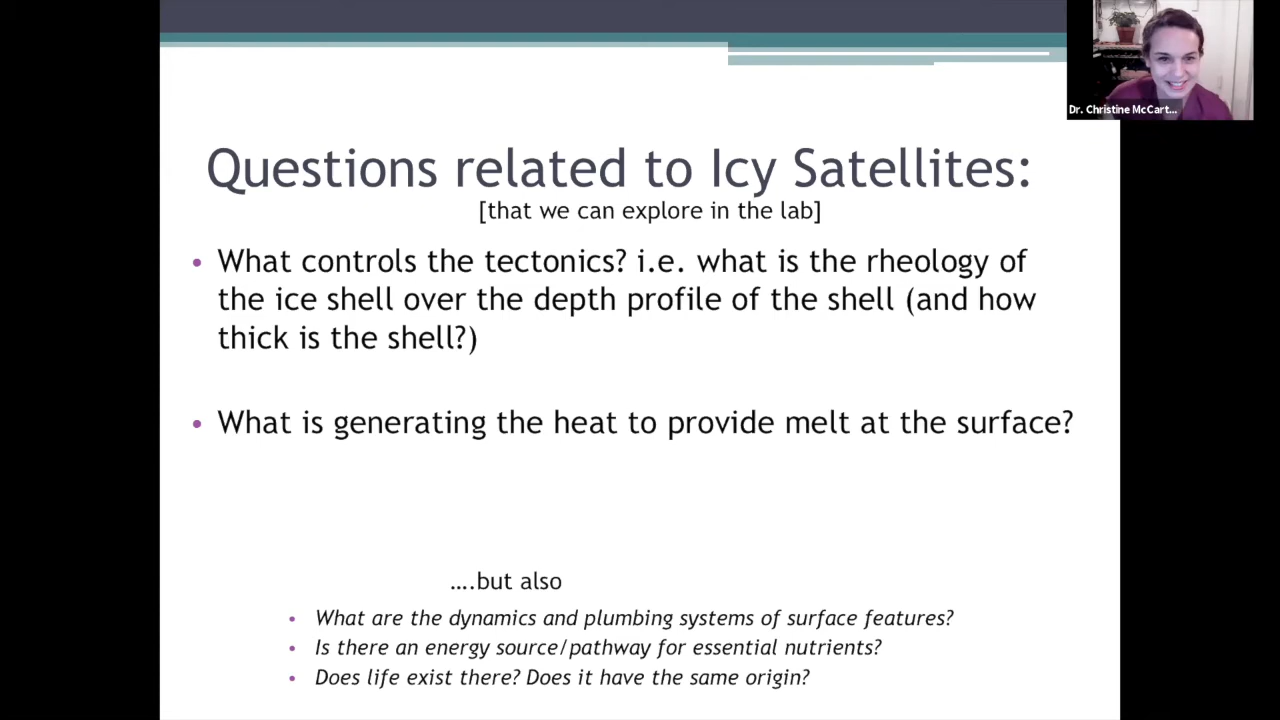 Dr. Christine McCart...
Questions related to Icy Satellites:
[that we can explore in the lab]
• What controls the tectonics? i.e. what is the rheology of
the ice shell over the depth profile of the shell (and how
thick is the shell?)
• What is generating the heat to provide melt at the surface?
....but also
• What are the dynamics and plumbing systems of surface features?
• Is there an energy source/pathway for essential nutrients?
• Does life exist there? Does it have the same origin?